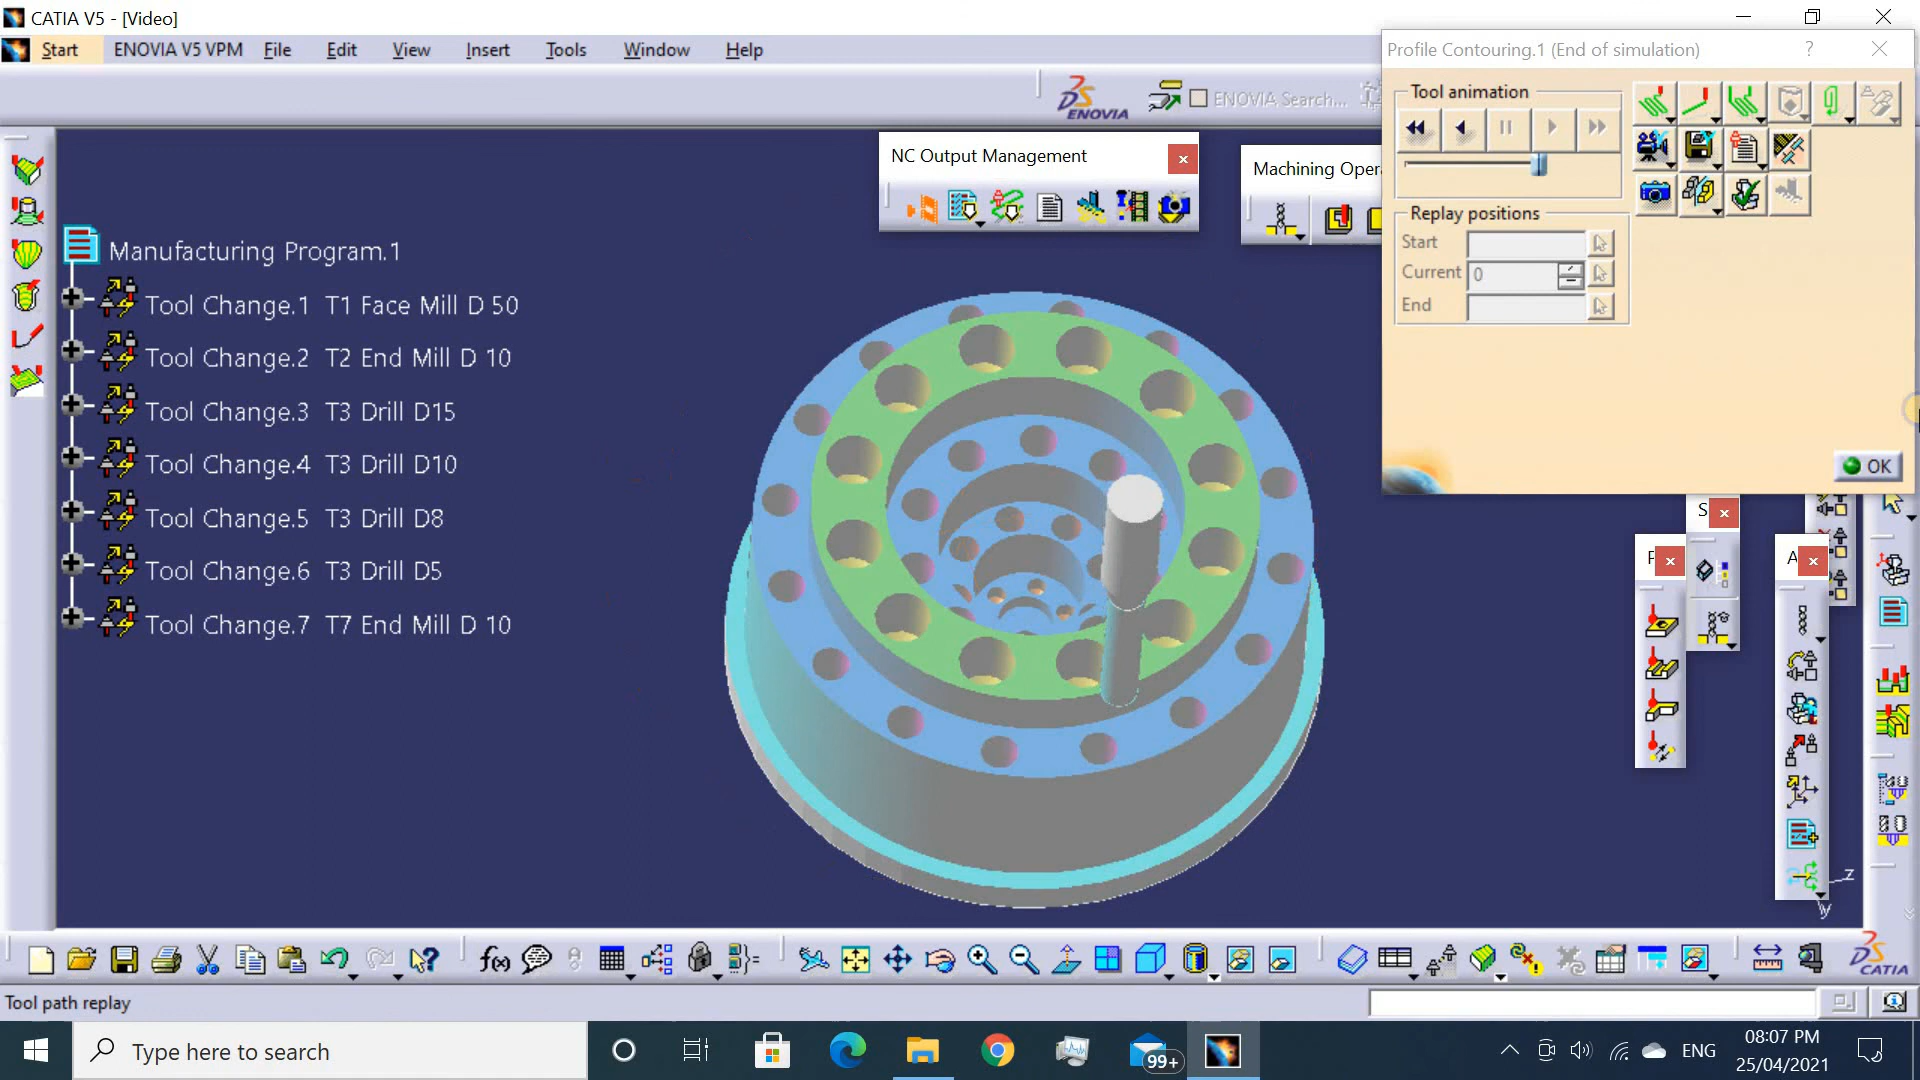 CATIA V5 - [Video]
Start ENOVIA V5 VPM File Edit View Insert Tools Window Help
Profile Contouring.1 (End of simulation) ?
Tool animation
ENOVIA
ENOVIA Search...
NC Output Management
Machining Opera
Replay positions
Start
Current 0
End
OK
Manufacturing Program.1
Tool Change.1 T1 Face Mill D 50
Tool Change.2 T2 End Mill D 10
Tool Change.3 T3 Drill D15
Tool Change.4 T3 Drill D10
Tool Change.5 T3 Drill D8
Tool Change.6 T3 Drill D5
Tool Change.7 T7 End Mill D 10
S
F
A
z
y
f(x)
CATIA
Tool path replay
Type here to search
99+
ENG
08:07 PM
25/04/2021